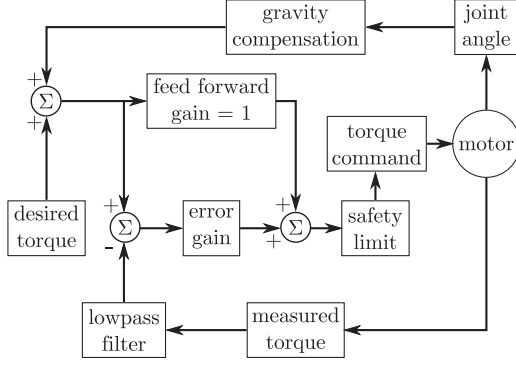 gravity
compensation
joint
angle
+
Σ
+
feed forward
gain = 1
torque
command
motor
desired
torque
+
Σ
-
error
gain
+
Σ
+
safety
limit
lowpass
filter
measured
torque